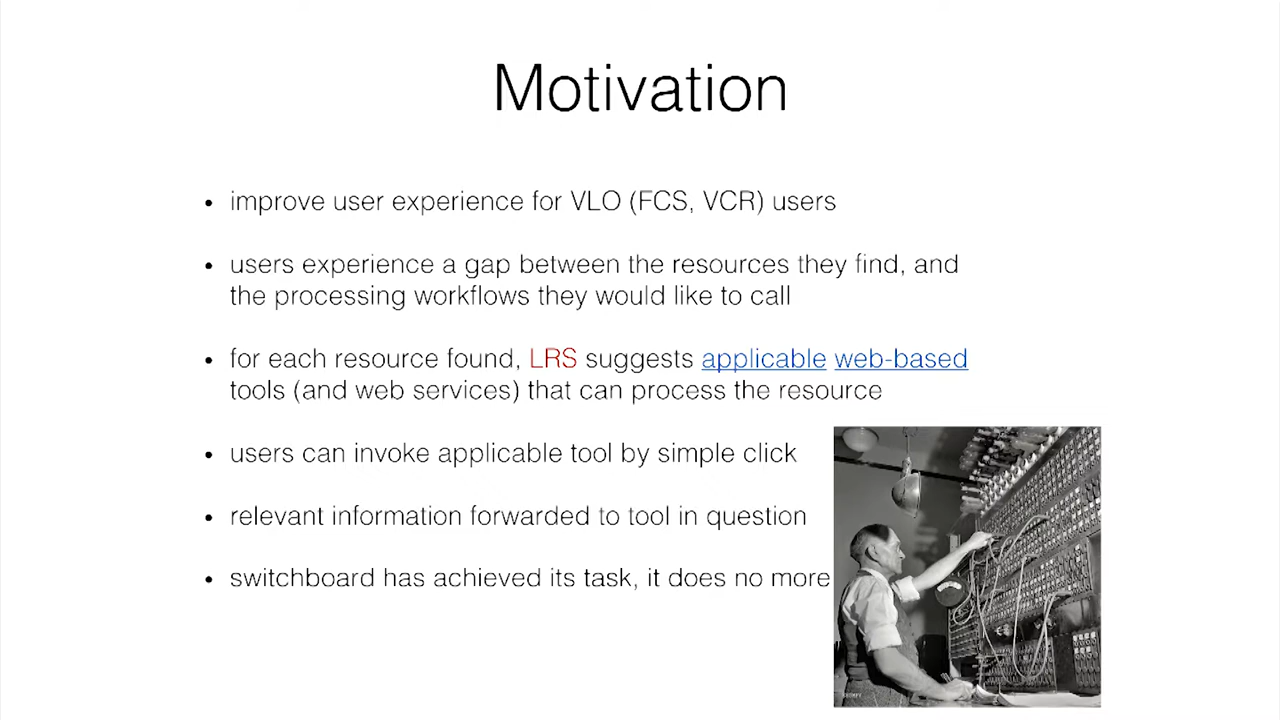 Motivation
• improve user experience for VLO (FCS, VCR) users
• users experience a gap between the resources they find, and
the processing workflows they would like to call
• for each resource found, LRS suggests applicable web-based
tools (and web services) that can process the resource
• users can invoke applicable tool by simple click
• relevant information forwarded to tool in question
• switchboard has achieved its task, it does no more